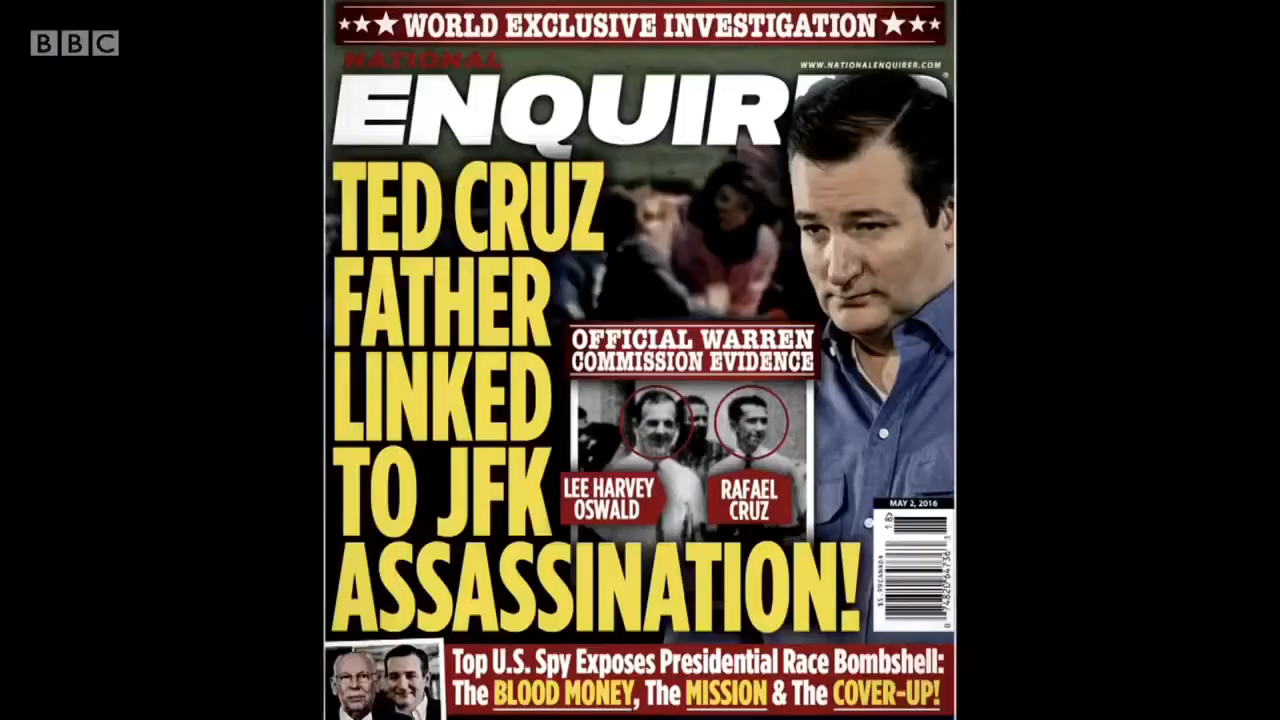 BBC
WORLD EXCLUSIVE INVESTIGATION
NATIONAL
WWW.NATIONALENQUIRER.COM
ENQUIR
TED CRUZ
FATHER
LINKED
TO JFK
ASSASSINATION!
OFFICIAL WARREN
COMMISSION EVIDENCE
LEE HARVEY
OSWALD
RAFAEL
CRUZ
MAY 2, 2016
Top U.S. Spy Exposes Presidential Race Bombshell:
The BLOOD MONEY, The MISSION & The COVER-UP!